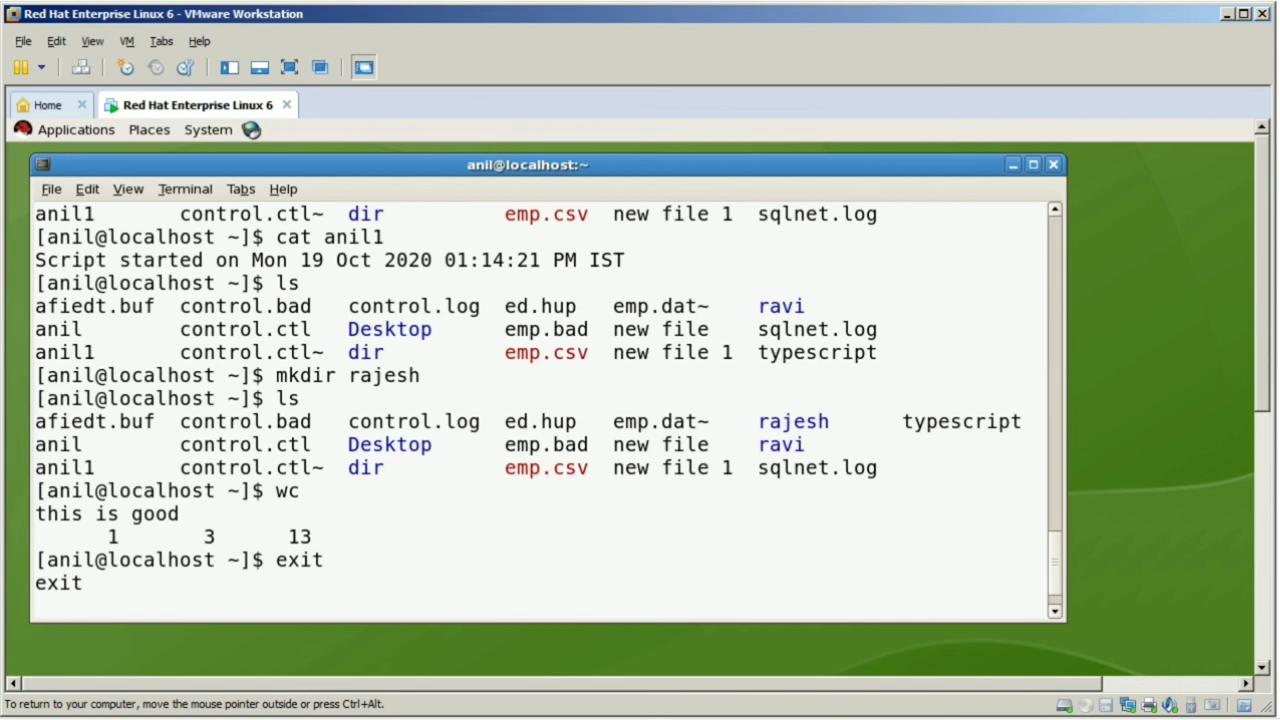 Red Hat Enterprise Linux 6 - VMware Workstation
File Edit View VM Tabs Help
Home Red Hat Enterprise Linux 6
Applications Places System
anil@localhost:~
File Edit View Terminal Tabs Help
anil1 control.ctl~ dir emp.csv new file 1 sqlnet.log
[anil@localhost ~]$ cat anil1
Script started on Mon 19 Oct 2020 01:14:21 PM IST
[anil@localhost ~]$ ls
afiedt.buf control.bad control.log ed.hup emp.dat~ ravi
anil control.ctl Desktop emp.bad new file sqlnet.log
anil1 control.ctl~ dir emp.csv new file 1 typescript
[anil@localhost ~]$ mkdir rajesh
[anil@localhost ~]$ ls
afiedt.buf control.bad control.log ed.hup emp.dat~ rajesh typescript
anil control.ctl Desktop emp.bad new file ravi
anil1 control.ctl~ dir emp.csv new file 1 sqlnet.log
[anil@localhost ~]$ wc
this is good
1 3 13
[anil@localhost ~]$ exit
exit
To return to your computer, move the mouse pointer outside or press Ctrl+Alt.